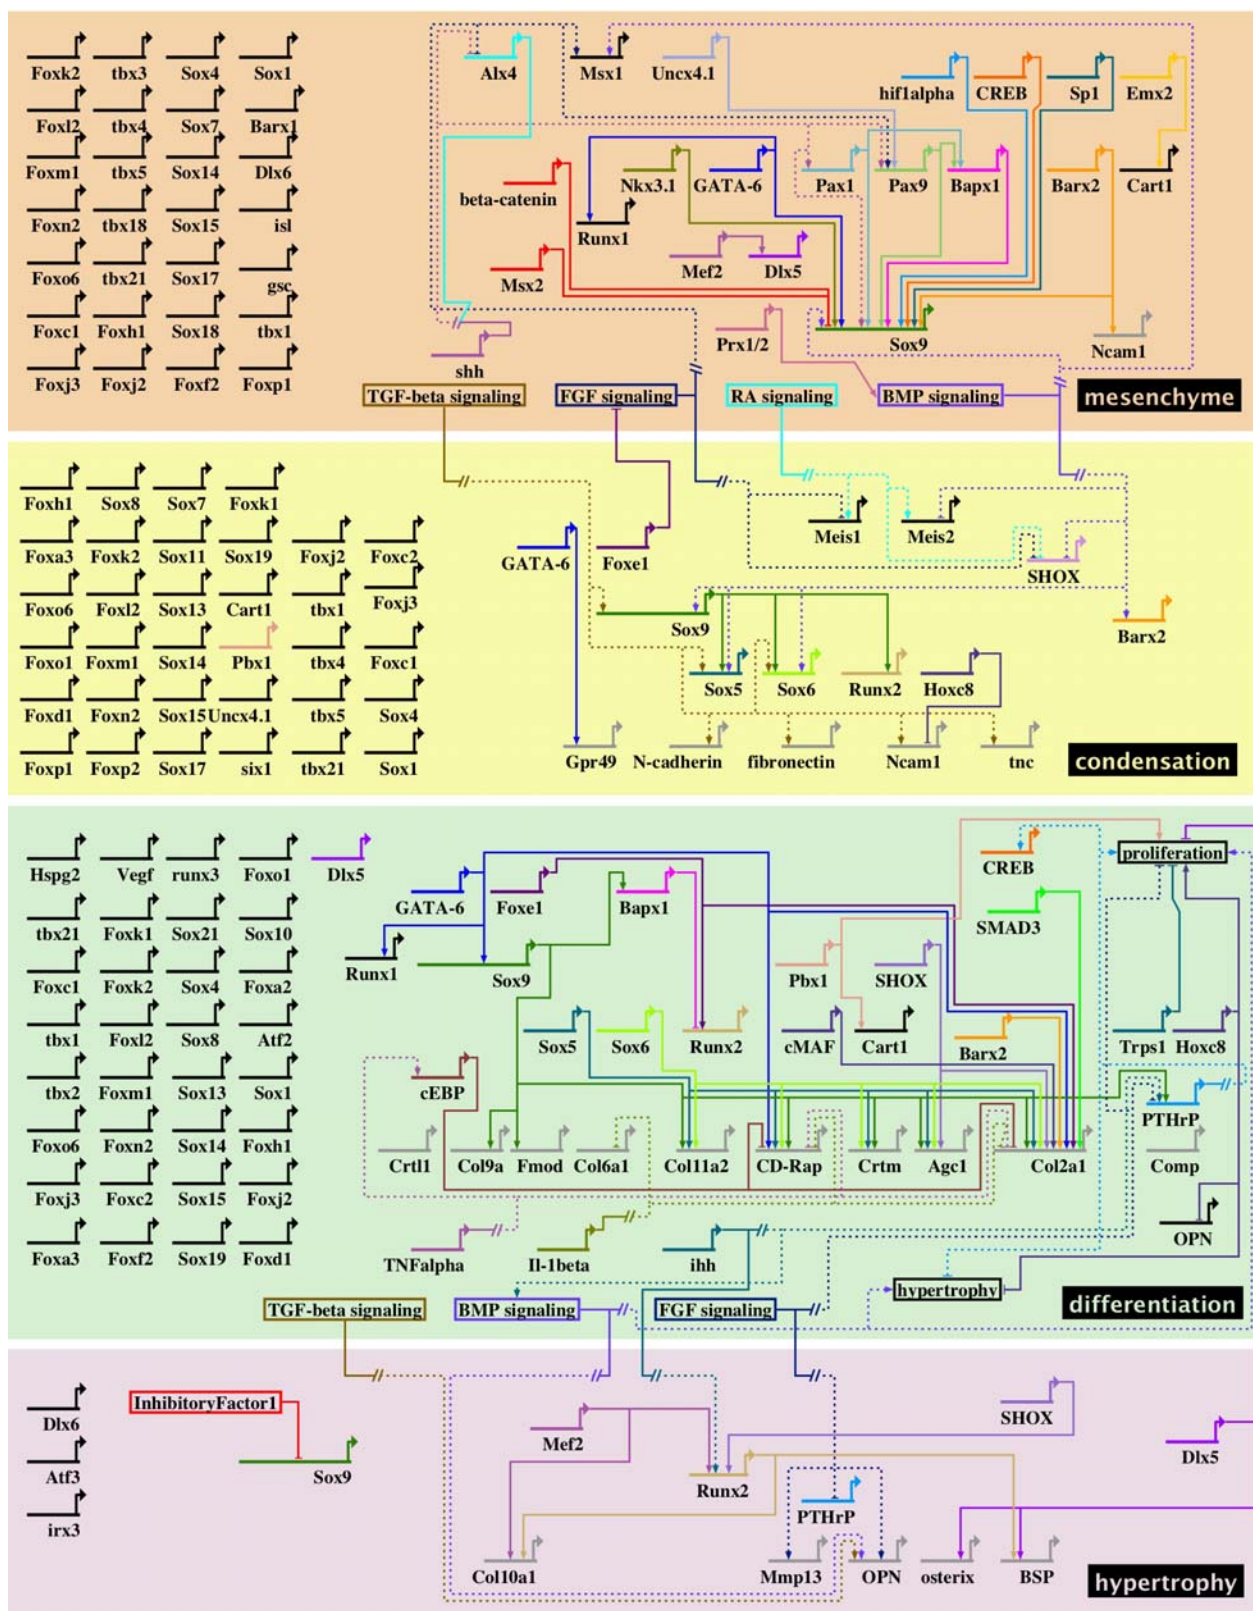 Foxk2 tbx3 Sox4 Sox1 Alx4 Msx1 Uncx4.1 hif1alpha CREB Sp1 Emx2
Foxl2 tbx4 Sox7 Barx1
Foxm1 tbx5 Sox14 Dlx6 beta-catenin Nkx3.1 GATA-6 Pax1 Pax9 Bapx1 Barx2 Cart1
Foxn2 tbx18 Sox15 isl Runx1
Foxo6 tbx21 Sox17 gsc Msx2 Mef2 Dlx5
Foxc1 Foxh1 Sox18 tbx1 Prx1/2 Sox9 Ncam1
Foxj3 Foxj2 Foxf2 Foxp1 shh
TGF-beta signaling FGF signaling RA signaling BMP signaling mesenchyme
Foxh1 Sox8 Sox7 Foxk1
Foxa3 Foxk2 Sox11 Sox19 Foxj2 Foxc2 GATA-6 Foxe1 Meis1 Meis2 SHOX
Foxo6 Foxl2 Sox13 Cart1 tbx1 Foxj3 Sox9 Barx2
Foxo1 Foxm1 Sox14 Pbx1 tbx4 Foxc1
Foxd1 Foxn2 Sox15 Uncx4.1 tbx5 Sox4 Sox5 Sox6 Runx2 Hoxc8
Foxp1 Foxp2 Sox17 six1 tbx21 Sox1 Gpr49 N-cadherin fibronectin Ncam1 tnc condensation
Hspg2 Vegf runx3 Foxo1 Dlx5 CREB proliferation
GATA-6 Foxe1 Bapx1 SMAD3
tbx21 Foxk1 Sox21 Sox10
Foxc1 Foxk2 Sox4 Foxa2 Runx1 Sox9 Pbx1 SHOX
tbx1 Foxl2 Sox8 Atf2 Sox5 Sox6 Runx2 cMAF Cart1 Barx2 Trps1 Hoxc8
tbx2 Foxm1 Sox13 Sox1 cEBP PTHrP
Foxo6 Foxn2 Sox14 Foxh1 Crtl1 Col9a Fmod Col6a1 Col11a2 CD-Rap Crtm Agc1 Col2a1 Comp
Foxj3 Foxc2 Sox15 Foxj2 OPN
Foxa3 Foxf2 Sox19 Foxd1 TNFalpha Il-1beta ihh
hypertrophy
TGF-beta signaling BMP signaling FGF signaling differentiation
Dlx6 InhibitoryFactor1 Mef2 SHOX
Atf3 Sox9 Runx2 Dlx5
irx3 PTHrP
Col10a1 Mmp13 OPN osterix BSP hypertrophy